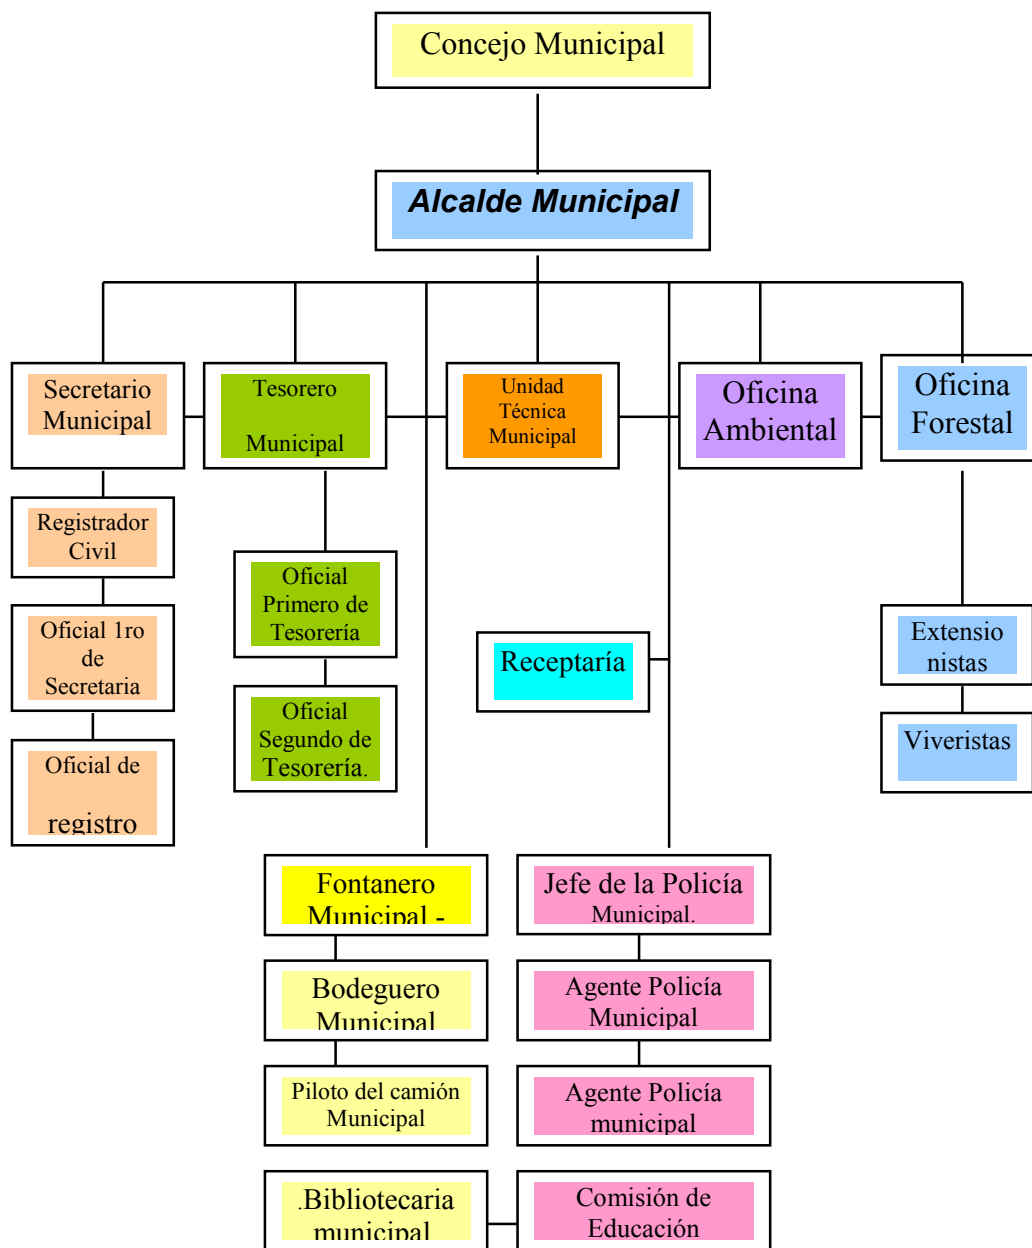 Concejo Municipal
Alcalde Municipal
Secretario
Municipal
Tesorero
Municipal
Unidad
Técnica
Municipal
Oficina
Ambiental
Oficina
Forestal
Registrador
Civil
Oficial 1ro
de
Secretaria
Oficial de
registro
Oficial
Primero de
Tesorería
Oficial
Segundo de
Tesorería.
Receptaría
Extensio
nistas
Viveristas
Fontanero
Municipal -
Bodeguero
Municipal
Piloto del camión
Municipal
.Bibliotecaria
municipal
Jefe de la Policía
Municipal.
Agente Policía
Municipal
Agente Policía
municipal
Comisión de
Educación